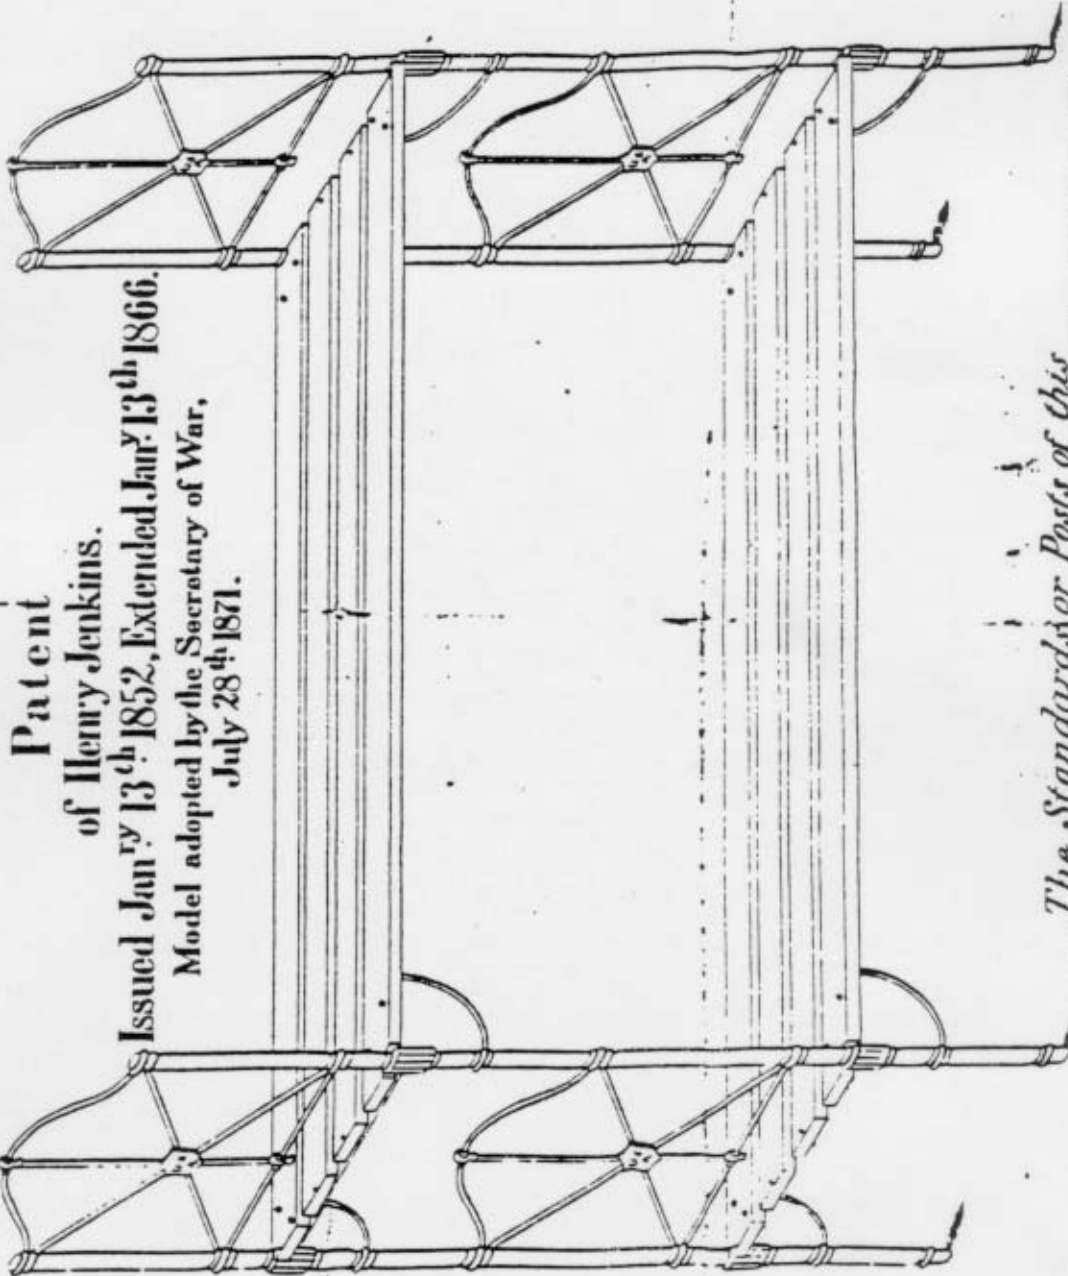 Patent
of Henry Jenkins.
Issued Janʳʸ 13ᵗʰ 1852, Extended Janʸ 13ᵗʰ 1866.
Model adopted by the Secretary of War,
July 28ᵗʰ 1871.
The Standards or Posts of this